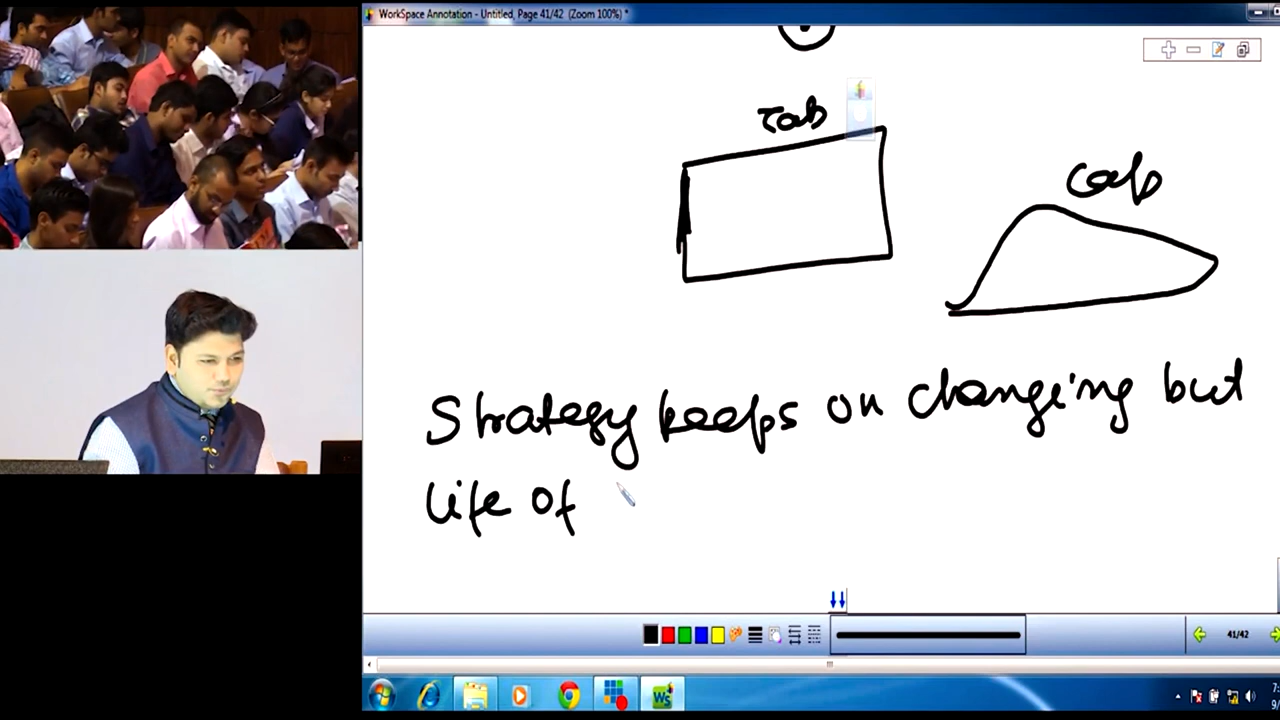 WorkSpace Annotation - Untitled, Page 41/42 (Zoom 100%) *
Tab
Cab
Strategy keeps on changing but
life of
41/42
Ws